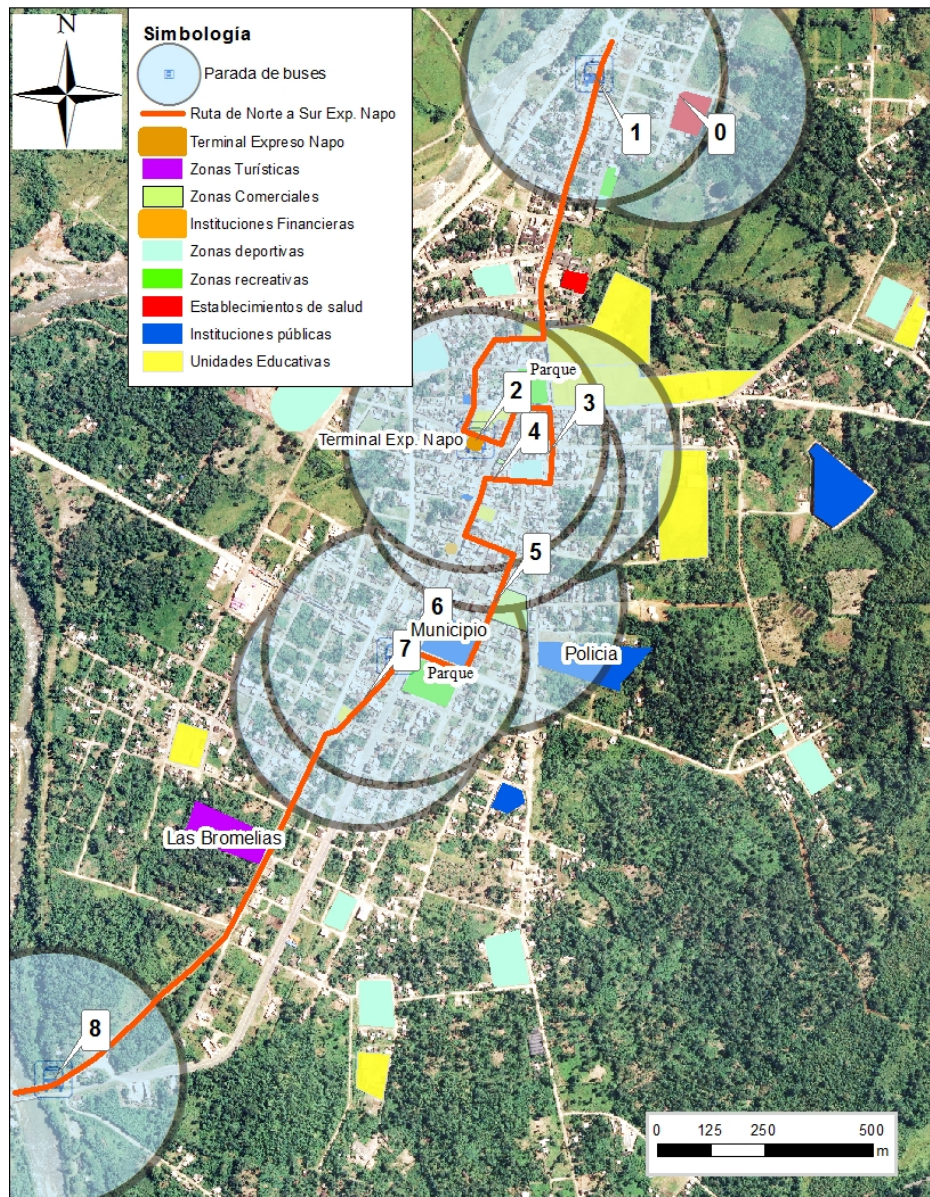 N
Simbología
Parada de buses
Ruta de Norte a Sur Exp. Napo
Terminal Expreso Napo
Zonas Turísticas
Zonas Comerciales
Instituciones Financieras
Zonas deportivas
Zonas recreativas
Establecimientos de salud
Instituciones públicas
Unidades Educativas
1
0
Parque
2
3
Terminal Exp. Napo
4
5
6
Municipio
7
Policia
Parque
Las Bromelias
8
0 125 250 500
m